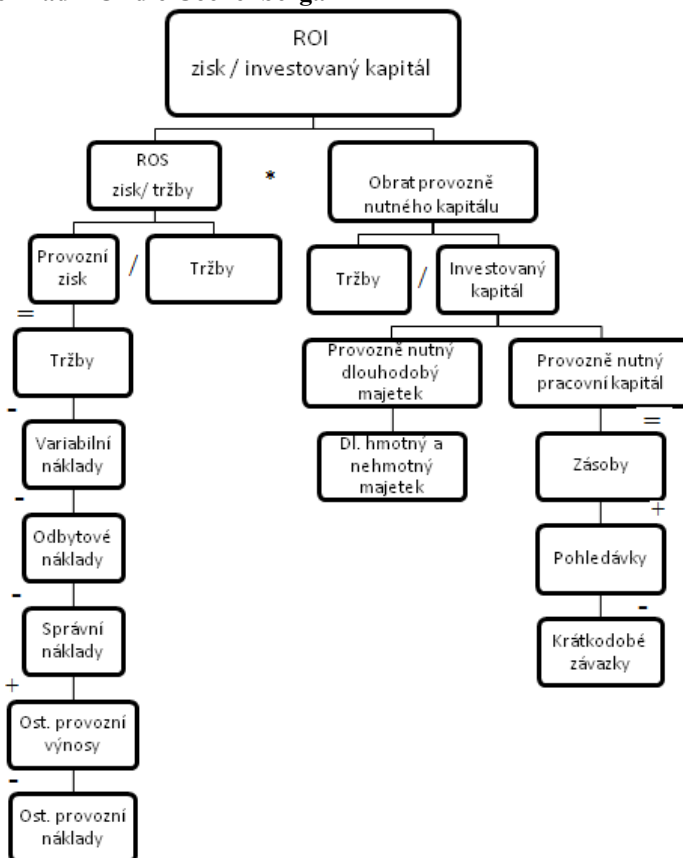 ROI
zisk / investovaný kapitál
ROS
zisk/ tržby
*
Obrat provozně
nutného kapitálu
Provozní
zisk
/
Tržby
Tržby
/
Investovaný
kapitál
=
Tržby
-
Variabilní
náklady
-
Odbytové
náklady
-
Správní
náklady
+
Ost. provozní
výnosy
-
Ost. provozní
náklady
Provozně nutný
dlouhodobý
majetek
Dl. hmotný a
nehmotný
majetek
Provozně nutný
pracovní kapitál
=
Zásoby
+
Pohledávky
-
Krátkodobé
závazky